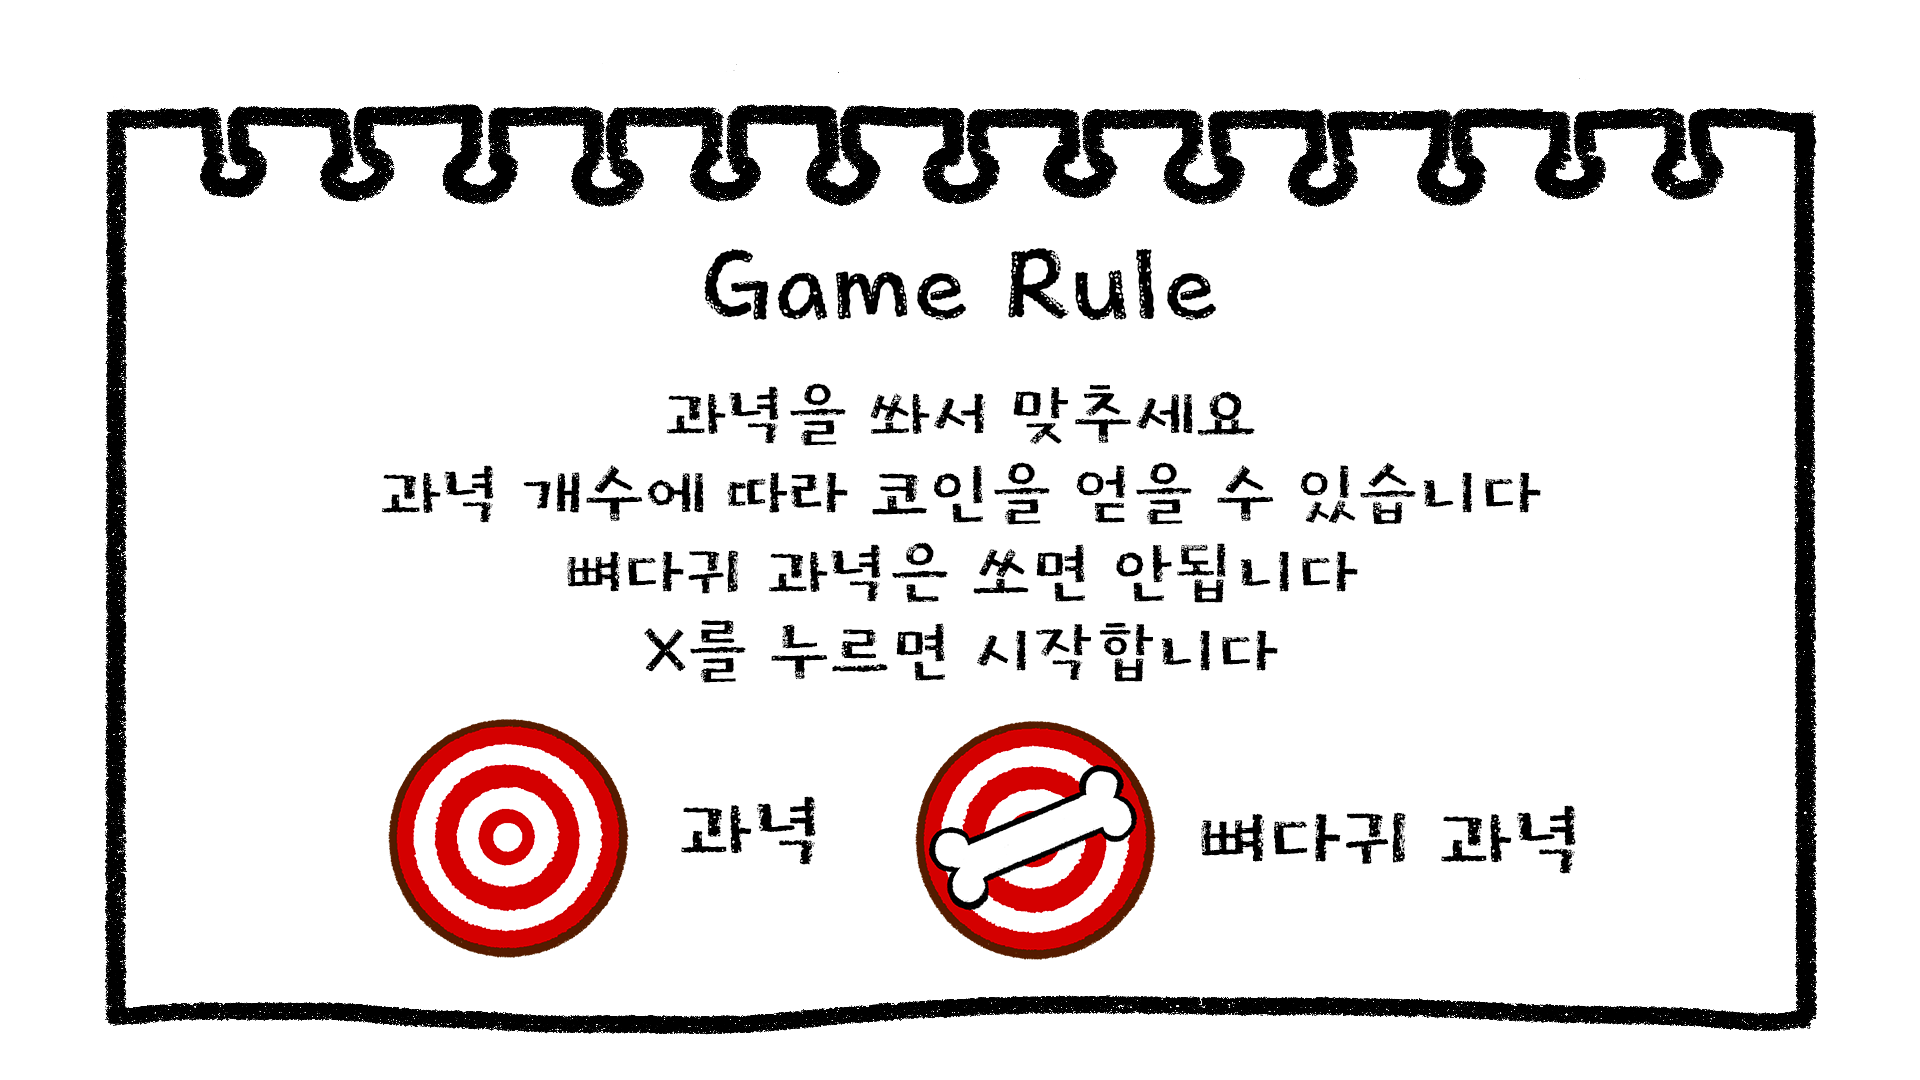 Game Rule
과녁을 쏴서 맞추세요
과녁 개수에 따라 코인을 얻을 수 있습니다
뼈다귀 과녁은 쏘면 안됩니다
X를 누르면 시작합니다
과녁
뼈다귀 과녁